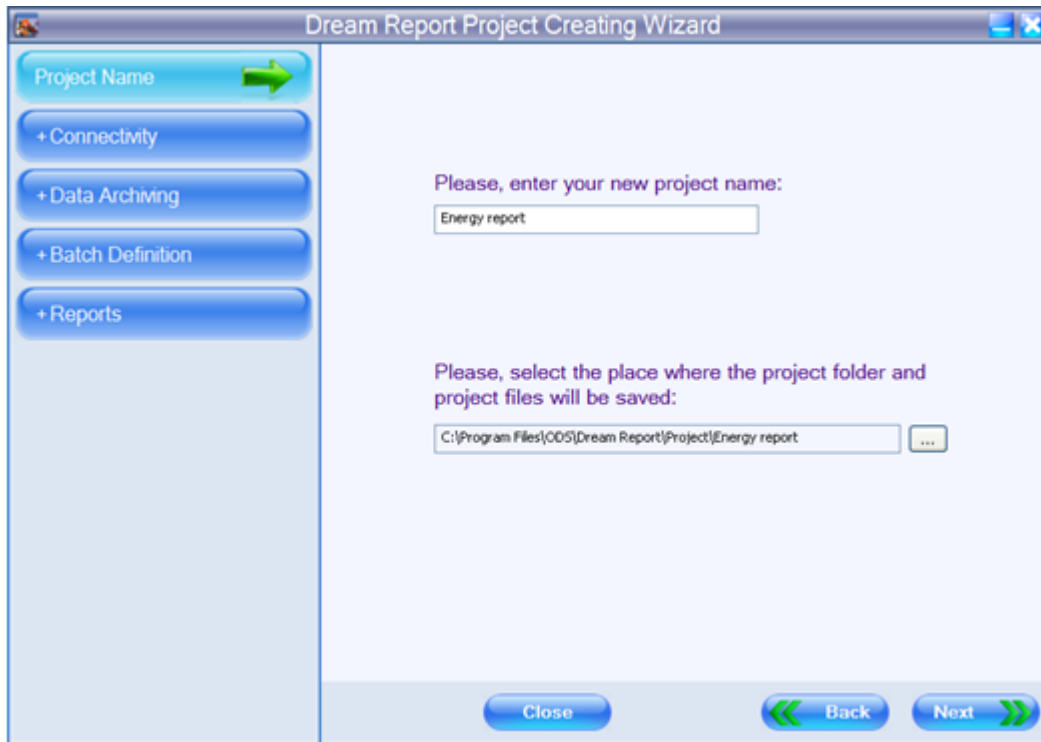 Dream Report Project Creating Wizard
Project Name
+Connectivity
+Data Archiving
+Batch Definition
+Reports
Please, enter your new project name:
Energy report
Please, select the place where the project folder and
project files will be saved:
C:\Program Files\ODS\Dream Report\Project\Energy report
...
Close
Back
Next